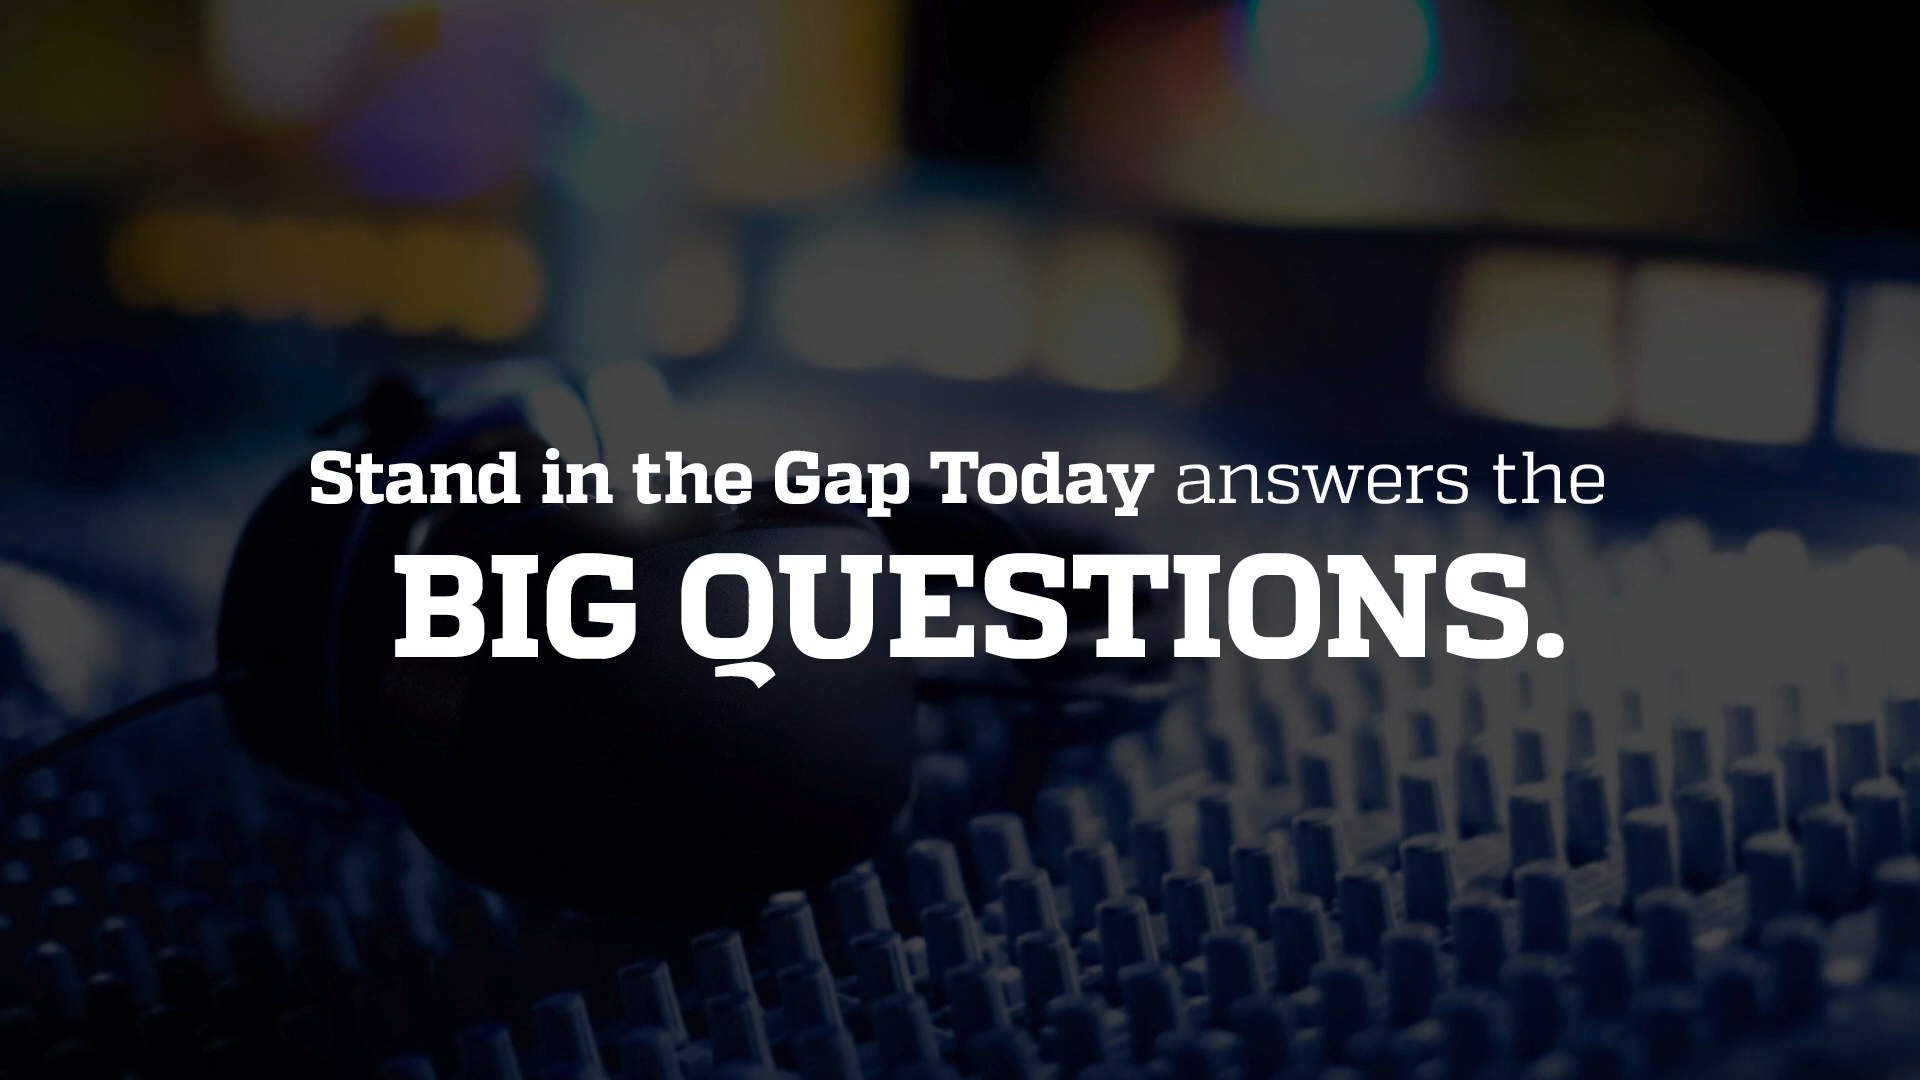 Stand in the Gap Today answers the
BIG QUESTIONS.